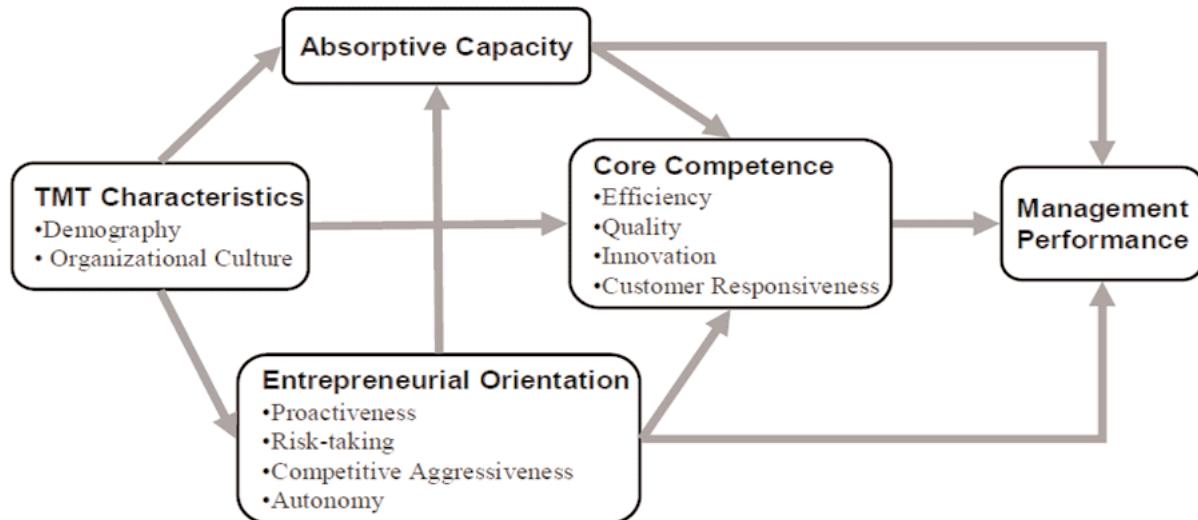 Absorptive Capacity
TMT Characteristics
•Demography
• Organizational Culture
Core Competence
•Efficiency
•Quality
•Innovation
•Customer Responsiveness
Management
Performance
Entrepreneurial Orientation
•Proactiveness
•Risk-taking
•Competitive Aggressiveness
•Autonomy